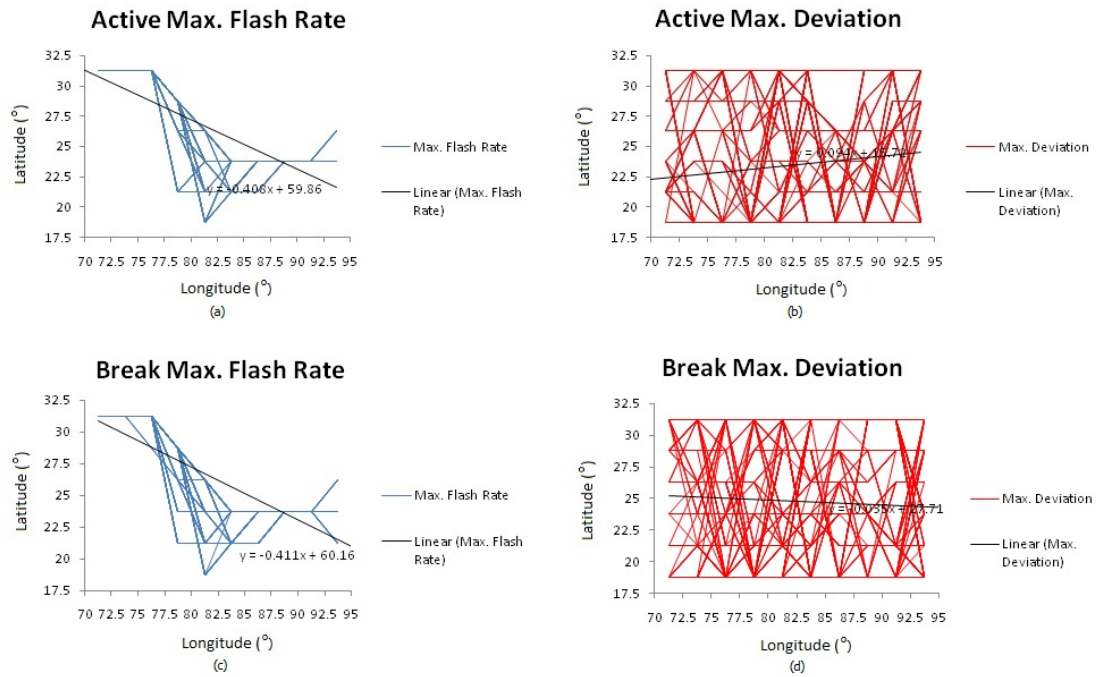 Active Max. Flash Rate
32.5
30
27.5
25
22.5
20
17.5
Latitude (°)
70 72.5 75 77.5 80 82.5 85 87.5 90 92.5 95
Longitude (°)
(a)
y = -0.408x + 59.86
Max. Flash Rate
Linear (Max. Flash
Rate)
Active Max. Deviation
32.5
30
27.5
25
22.5
20
17.5
Latitude (°)
70 72.5 75 77.5 80 82.5 85 87.5 90 92.5 95
Longitude (°)
(b)
Max. Deviation
Linear (Max.
Deviation)
Break Max. Flash Rate
32.5
30
27.5
25
22.5
20
17.5
Latitude (°)
70 72.5 75 77.5 80 82.5 85 87.5 90 92.5 95
Longitude (°)
(c)
y = -0.411x + 60.16
Max. Flash Rate
Linear (Max. Flash
Rate)
Break Max. Deviation
32.5
30
27.5
25
22.5
20
17.5
Latitude (°)
70 72.5 75 77.5 80 82.5 85 87.5 90 92.5 95
Longitude (°)
(d)
y = -0.035x + 27.71
Max. Deviation
Linear (Max.
Deviation)